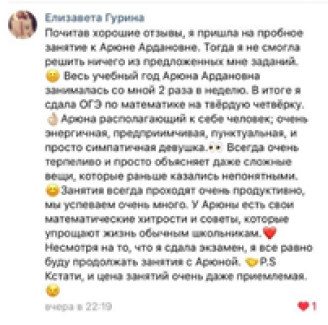 Елизавета Гурина
Почитав хорошие отзывы, я пришла на пробное
занятие к Арюне Ардановне. Тогда я не смогла
решить ничего из предложенных мне заданий.
😕 Весь учебный год Арюна Ардановна
занималась со мной 2 раза в неделю. В итоге я
сдала ОГЭ по математике на твёрдую четвёрку.
👌🏻Арюна располагающий к себе человек; очень
энергичная, предприимчивая, пунктуальная, и
просто симпатичная девушка.👀 Всегда очень
терпеливо и просто объясняет даже сложные
вещи, которые раньше казались непонятными.
😄Занятия всегда проходят очень продуктивно,
мы успеваем очень много. У Арюны есть свои
математические хитрости и советы, которые
упрощают жизнь обычным школьникам.❤️
Несмотря на то, что я сдала экзамен, я все равно
буду продолжать занятия с Арюной. 🤝P.S
Кстати, и цена занятий очень даже приемлемая.
😉
вчера в 22:19 ❤️1